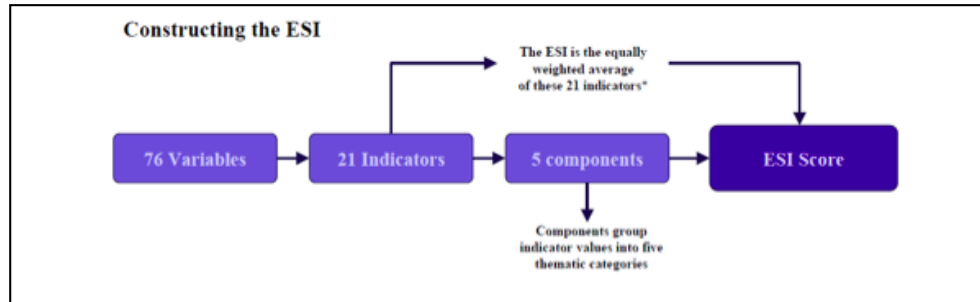 Constructing the ESI
The ESI is the equally
weighted average
of these 21 indicators*
76 Variables
21 Indicators
5 components
ESI Score
Components group
indicator values into five
thematic categories